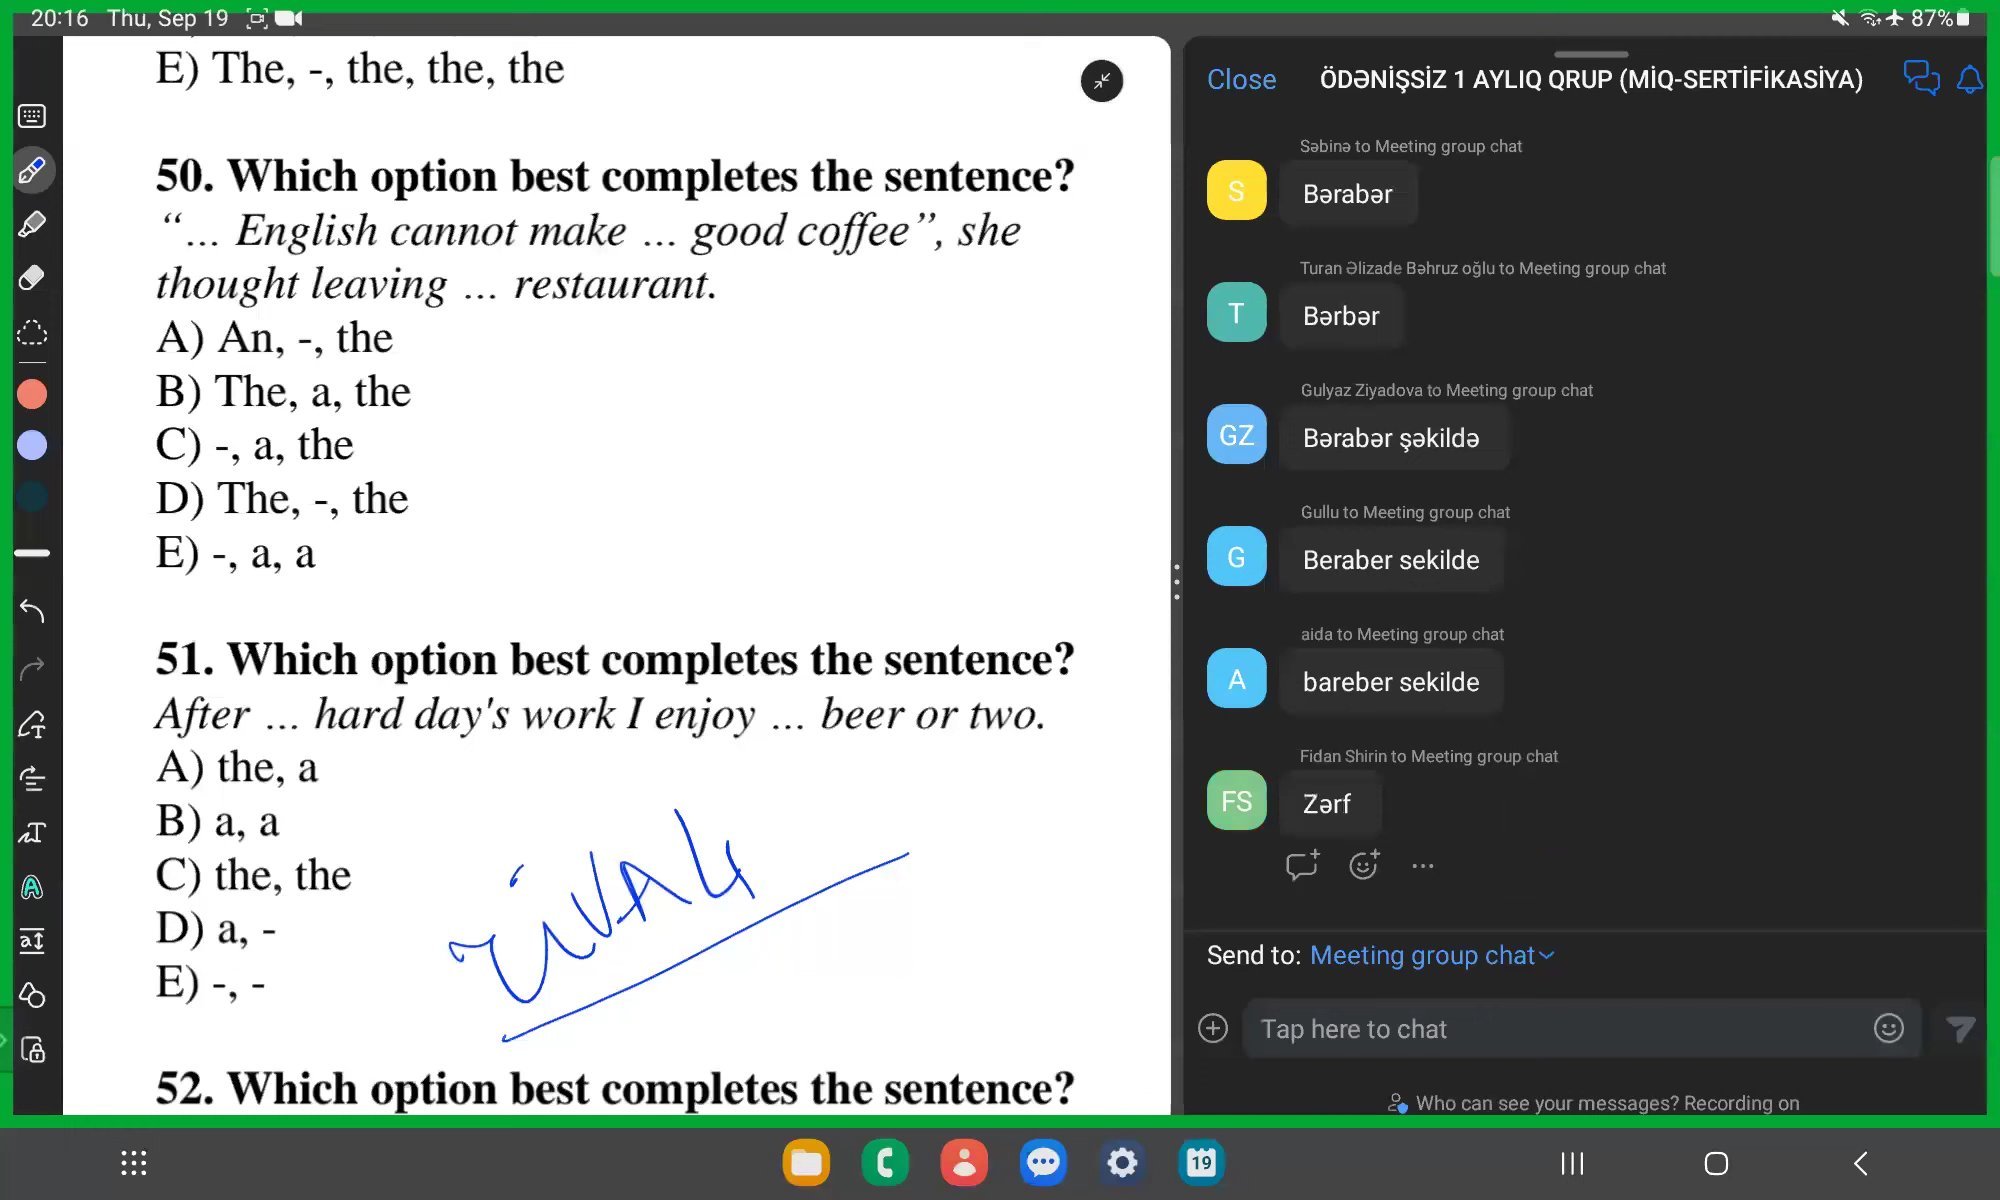 20:16 Thu, Sep 19
87%
E) The, -, the, the, the
50. Which option best completes the sentence?
“... English cannot make ... good coffee”, she
thought leaving ... restaurant.
A) An, -, the
B) The, a, the
C) -, a, the
D) The, -, the
E) -, a, a
51. Which option best completes the sentence?
After ... hard day's work I enjoy ... beer or two.
A) the, a
B) a, a
C) the, the
D) a, -
E) -, -
52. Which option best completes the sentence?
Close
ÖDƏNİŞSİZ 1 AYLIQ QRUP (MİQ-SERTİFİKASİYA)
Səbinə to Meeting group chat
S
Bərabər
Turan Əlizade Bəhruz oğlu to Meeting group chat
T
Bərbər
Gulyaz Ziyadova to Meeting group chat
GZ
Bərabər şəkildə
Gullu to Meeting group chat
G
Beraber sekilde
aida to Meeting group chat
A
bareber sekilde
Fidan Shirin to Meeting group chat
FS
Zərf
Send to: Meeting group chat
Tap here to chat
Who can see your messages? Recording on
19